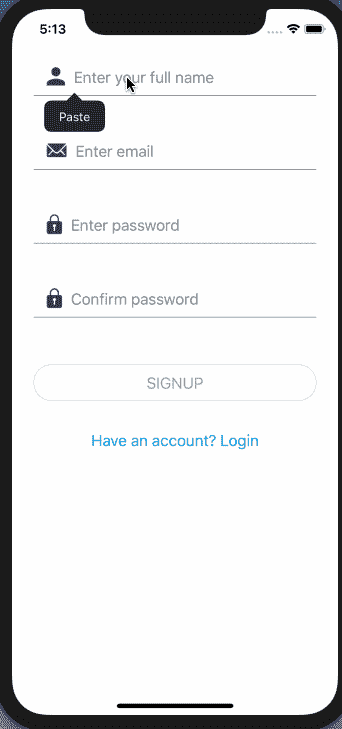 5:13
Enter your full name
Paste
Enter email
Enter password
Confirm password
SIGNUP
Have an account? Login